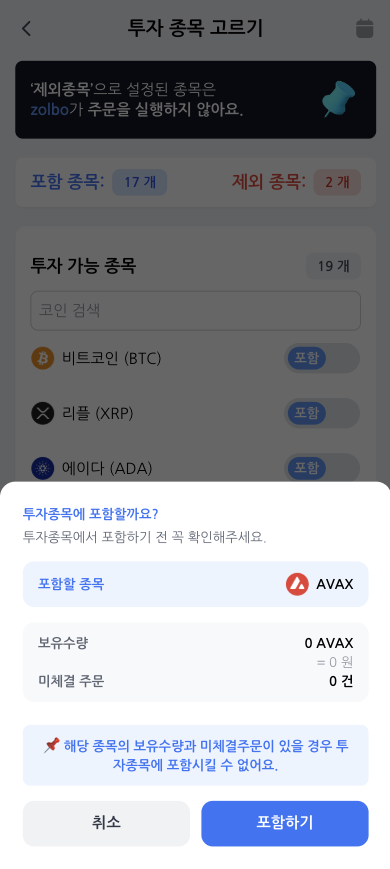 투자 종목 고르기
‘제외종목’으로 설정된 종목은
zolbo가 주문을 실행하지 않아요.
포함 종목: 17 개 제외 종목: 2 개
투자 가능 종목 19 개
코인 검색
비트코인 (BTC) 포함
리플 (XRP) 포함
에이다 (ADA) 포함
투자종목에 포함할까요?
투자종목에서 포함하기 전 꼭 확인해주세요.
포함할 종목 AVAX
보유수량 0 AVAX
= 0 원
미체결 주문 0 건
해당 종목의 보유수량과 미체결주문이 있을 경우 투
자종목에 포함시킬 수 없어요.
취소 포함하기